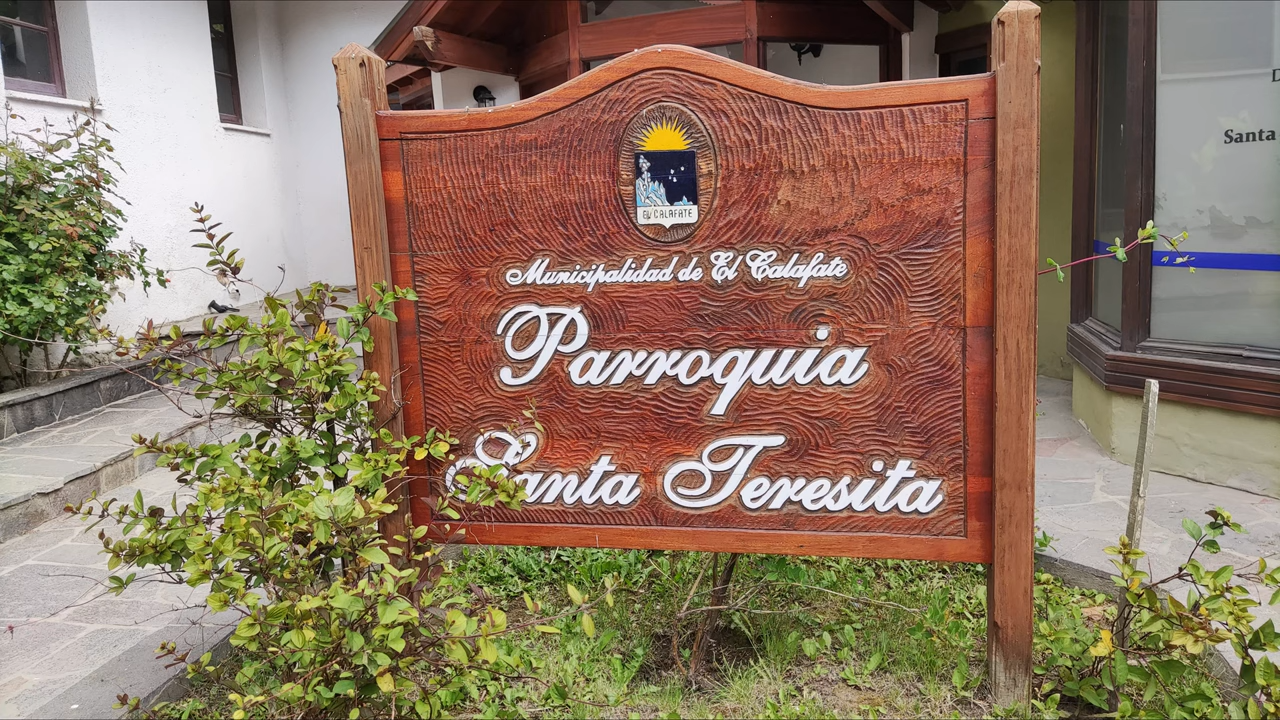 EL CALAFATE
Municipalidad de El Calafate
Parroquia
Santa Teresita
Santa